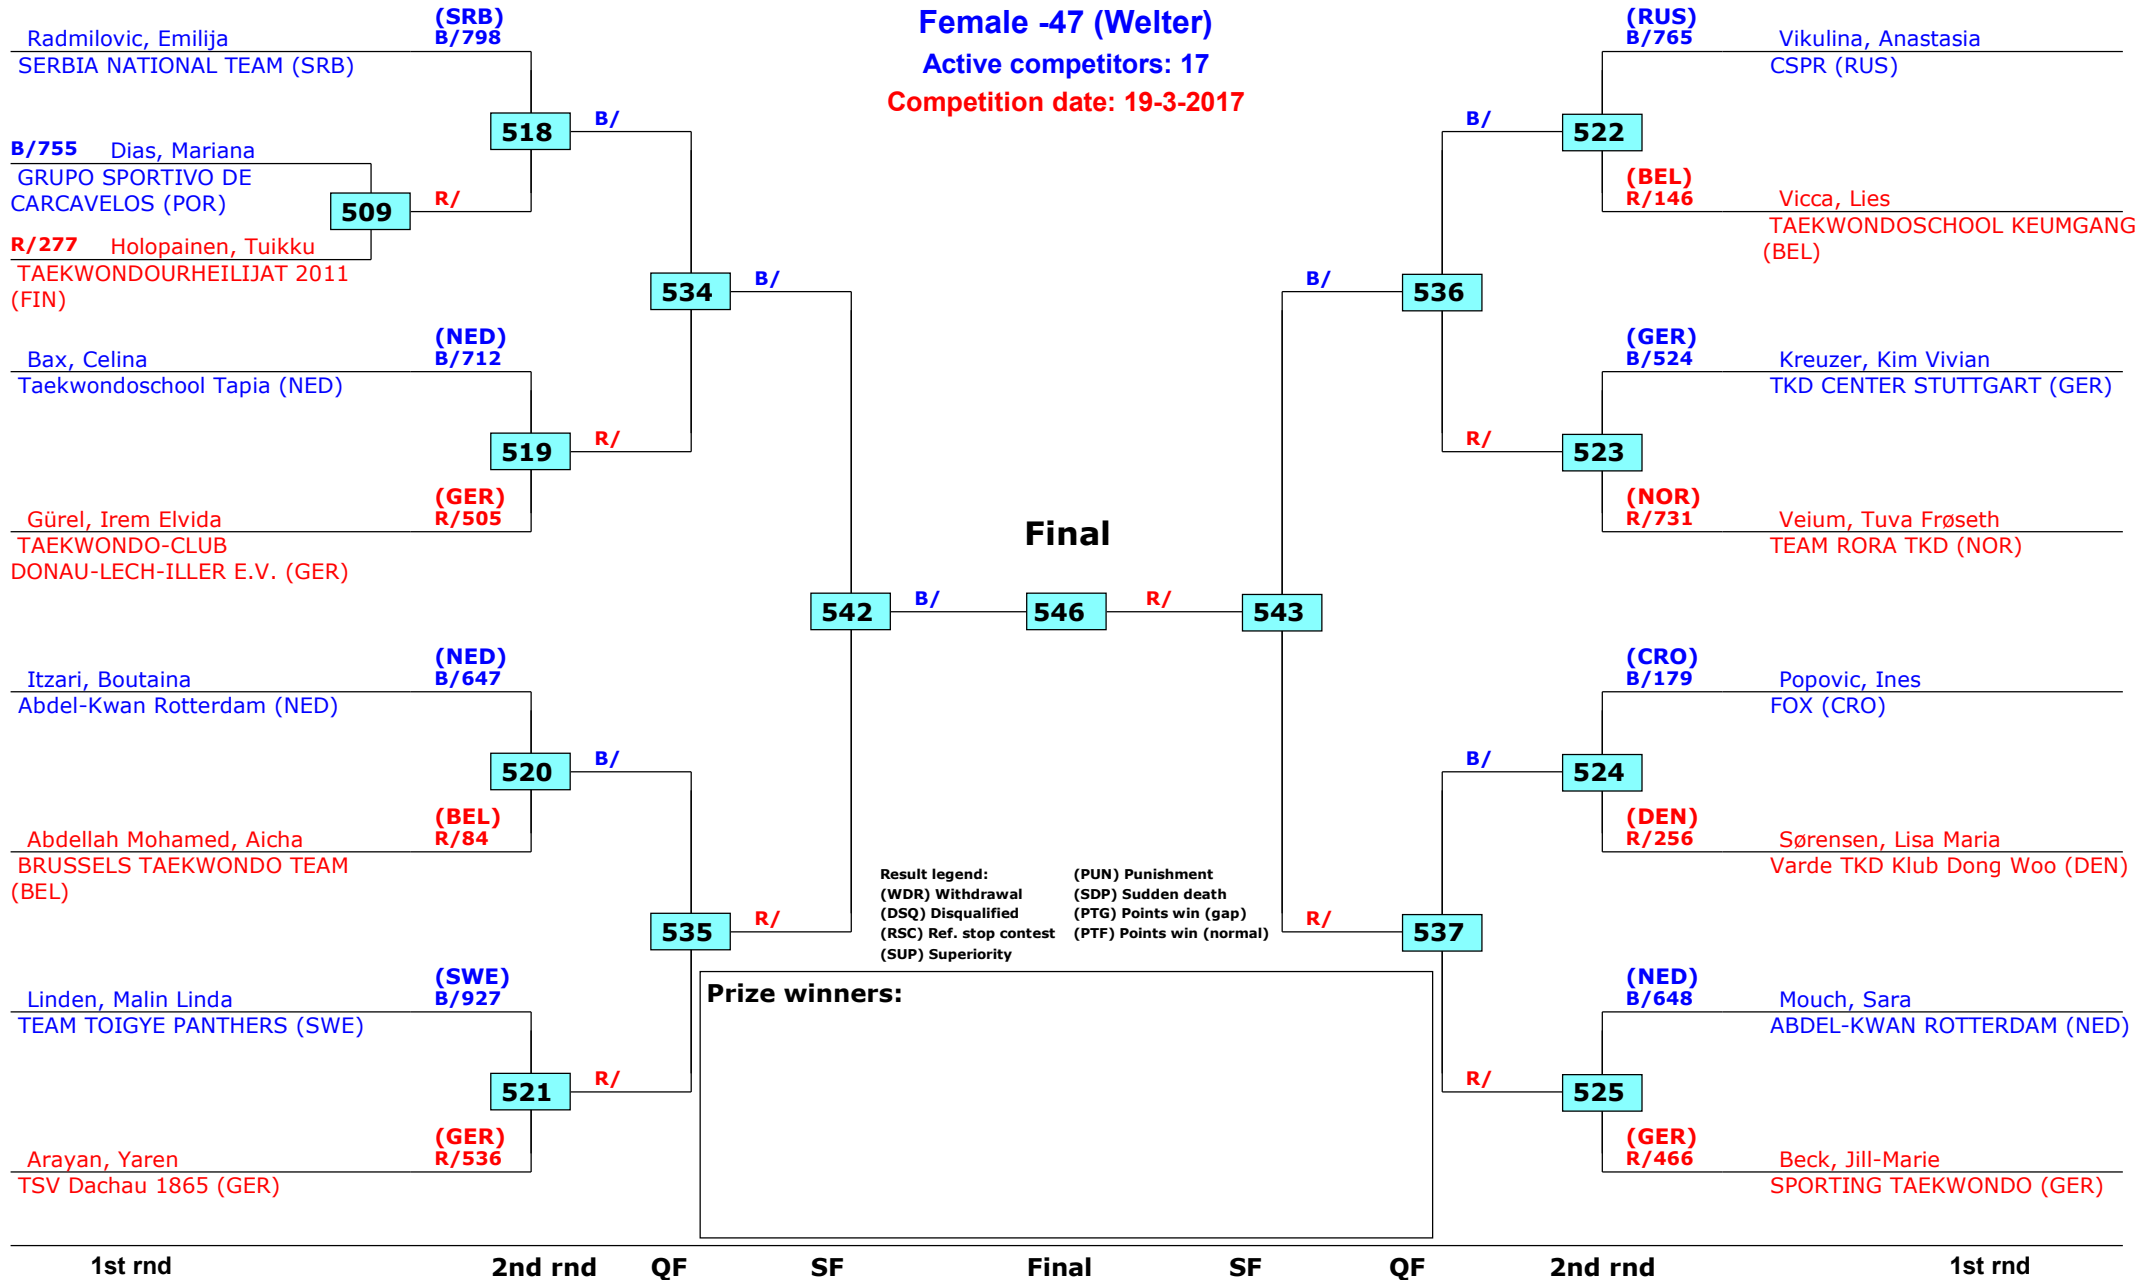 Female -47 (Welter)
Active competitors: 17
Competition date: 19-3-2017
(SRB)
Radmilovic, Emilija B/798
SERBIA NATIONAL TEAM (SRB)
518
B/
B/755 Dias, Mariana
GRUPO SPORTIVO DE
CARCAVELOS (POR)
509
R/
R/277 Holopainen, Tuikku
TAEKWONDOURHEILIJAT 2011
(FIN)
534
B/
(NED)
Bax, Celina B/712
Taekwondoschool Tapia (NED)
519
R/
(GER)
Gürel, Irem Elvida R/505
TAEKWONDO-CLUB
DONAU-LECH-ILLER E.V. (GER)
542
B/
(NED)
Itzari, Boutaina B/647
Abdel-Kwan Rotterdam (NED)
520
B/
(BEL)
Abdellah Mohamed, Aicha R/84
BRUSSELS TAEKWONDO TEAM
(BEL)
535
R/
(SWE)
Linden, Malin Linda B/927
TEAM TOIGYE PANTHERS (SWE)
521
R/
(GER)
Arayan, Yaren R/536
TSV Dachau 1865 (GER)
Final
546
R/
543
(RUS)
B/765 Vikulina, Anastasia
CSPR (RUS)
B/
522
(BEL)
R/146 Vicca, Lies
TAEKWONDOSCHOOL KEUMGANG
(BEL)
B/
536
(GER)
B/524 Kreuzer, Kim Vivian
TKD CENTER STUTTGART (GER)
R/
523
(NOR)
R/731 Veium, Tuva Frøseth
TEAM RORA TKD (NOR)
(CRO)
B/179 Popovic, Ines
FOX (CRO)
B/
524
(DEN)
R/256 Sørensen, Lisa Maria
Varde TKD Klub Dong Woo (DEN)
R/
537
(NED)
B/648 Mouch, Sara
ABDEL-KWAN ROTTERDAM (NED)
R/
525
(GER)
R/466 Beck, Jill-Marie
SPORTING TAEKWONDO (GER)
Result legend: (PUN) Punishment
(WDR) Withdrawal (SDP) Sudden death
(DSQ) Disqualified (PTG) Points win (gap)
(RSC) Ref. stop contest (PTF) Points win (normal)
(SUP) Superiority
Prize winners:
1st rnd 2nd rnd QF SF Final SF QF 2nd rnd 1st rnd